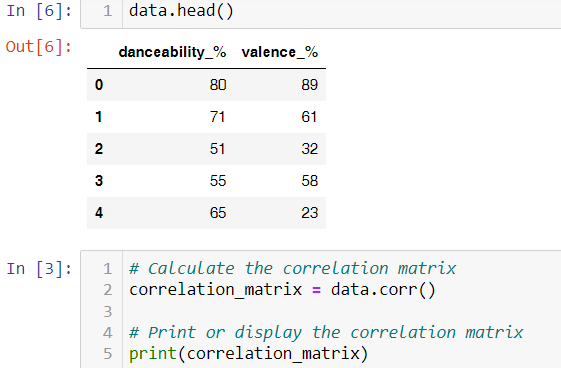 In [6]: 1 data.head()
Out[6]:
danceability_% valence_%
0 80 89
1 71 61
2 51 32
3 55 58
4 65 23
In [3]: 1 # Calculate the correlation matrix
2 correlation_matrix = data.corr()
3
4 # Print or display the correlation matrix
5 print(correlation_matrix)